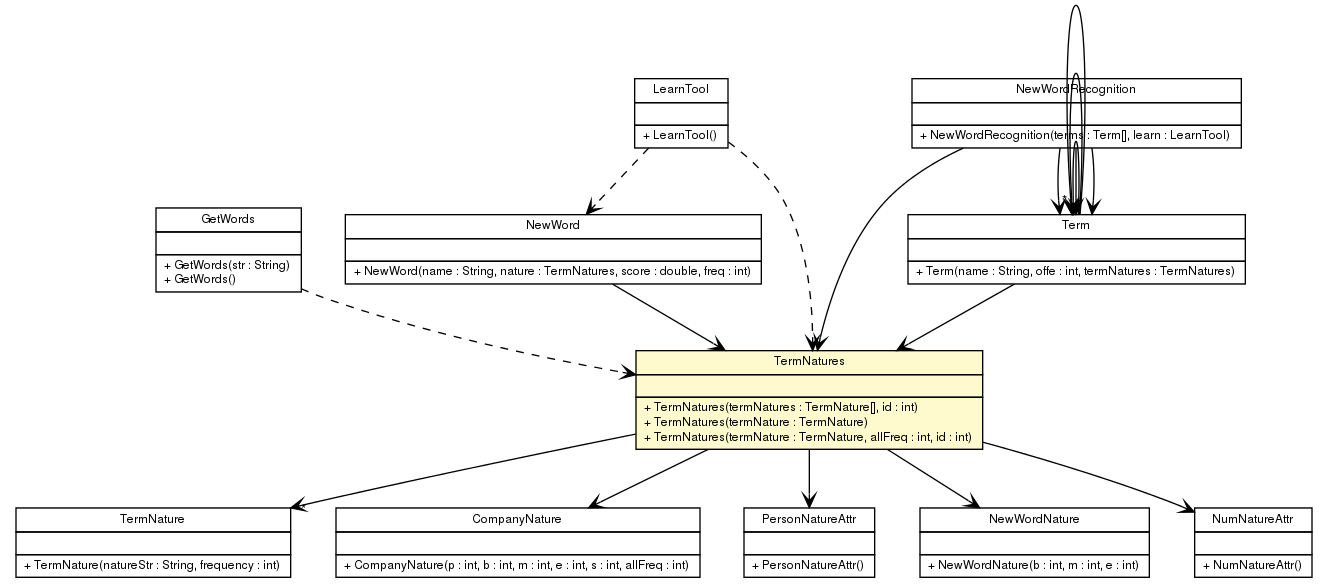 LearnTool
+ LearnTool()
NewWordRecognition
+ NewWordRecognition(terms : Term[], learn : LearnTool)
GetWords
+ GetWords(str : String)
+ GetWords()
NewWord
+ NewWord(name : String, nature : TermNatures, score : double, freq : int)
Term
+ Term(name : String, offe : int, termNatures : TermNatures)
TermNatures
+ TermNatures(termNatures : TermNature[], id : int)
+ TermNatures(termNature : TermNature)
+ TermNatures(termNature : TermNature, allFreq : int, id : int)
TermNature
+ TermNature(natureStr : String, frequency : int)
CompanyNature
+ CompanyNature(p : int, b : int, m : int, e : int, s : int, allFreq : int)
PersonNatureAttr
+ PersonNatureAttr()
NewWordNature
+ NewWordNature(b : int, m : int, e : int)
NumNatureAttr
+ NumNatureAttr()